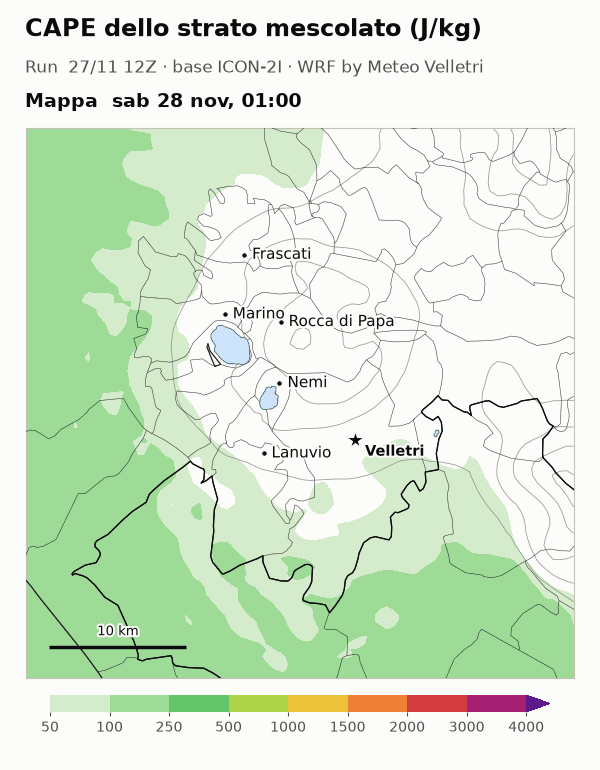 CAPE dello strato mescolato (J/kg)
Run  27/11 12Z · base ICON-2I · WRF by Meteo Velletri
Mappa  sab 28 nov, 01:00
Frascati
Marino
Rocca di Papa
Nemi
Velletri
Lanuvio
10 km
50 100 250 500 1000 1500 2000 3000 4000